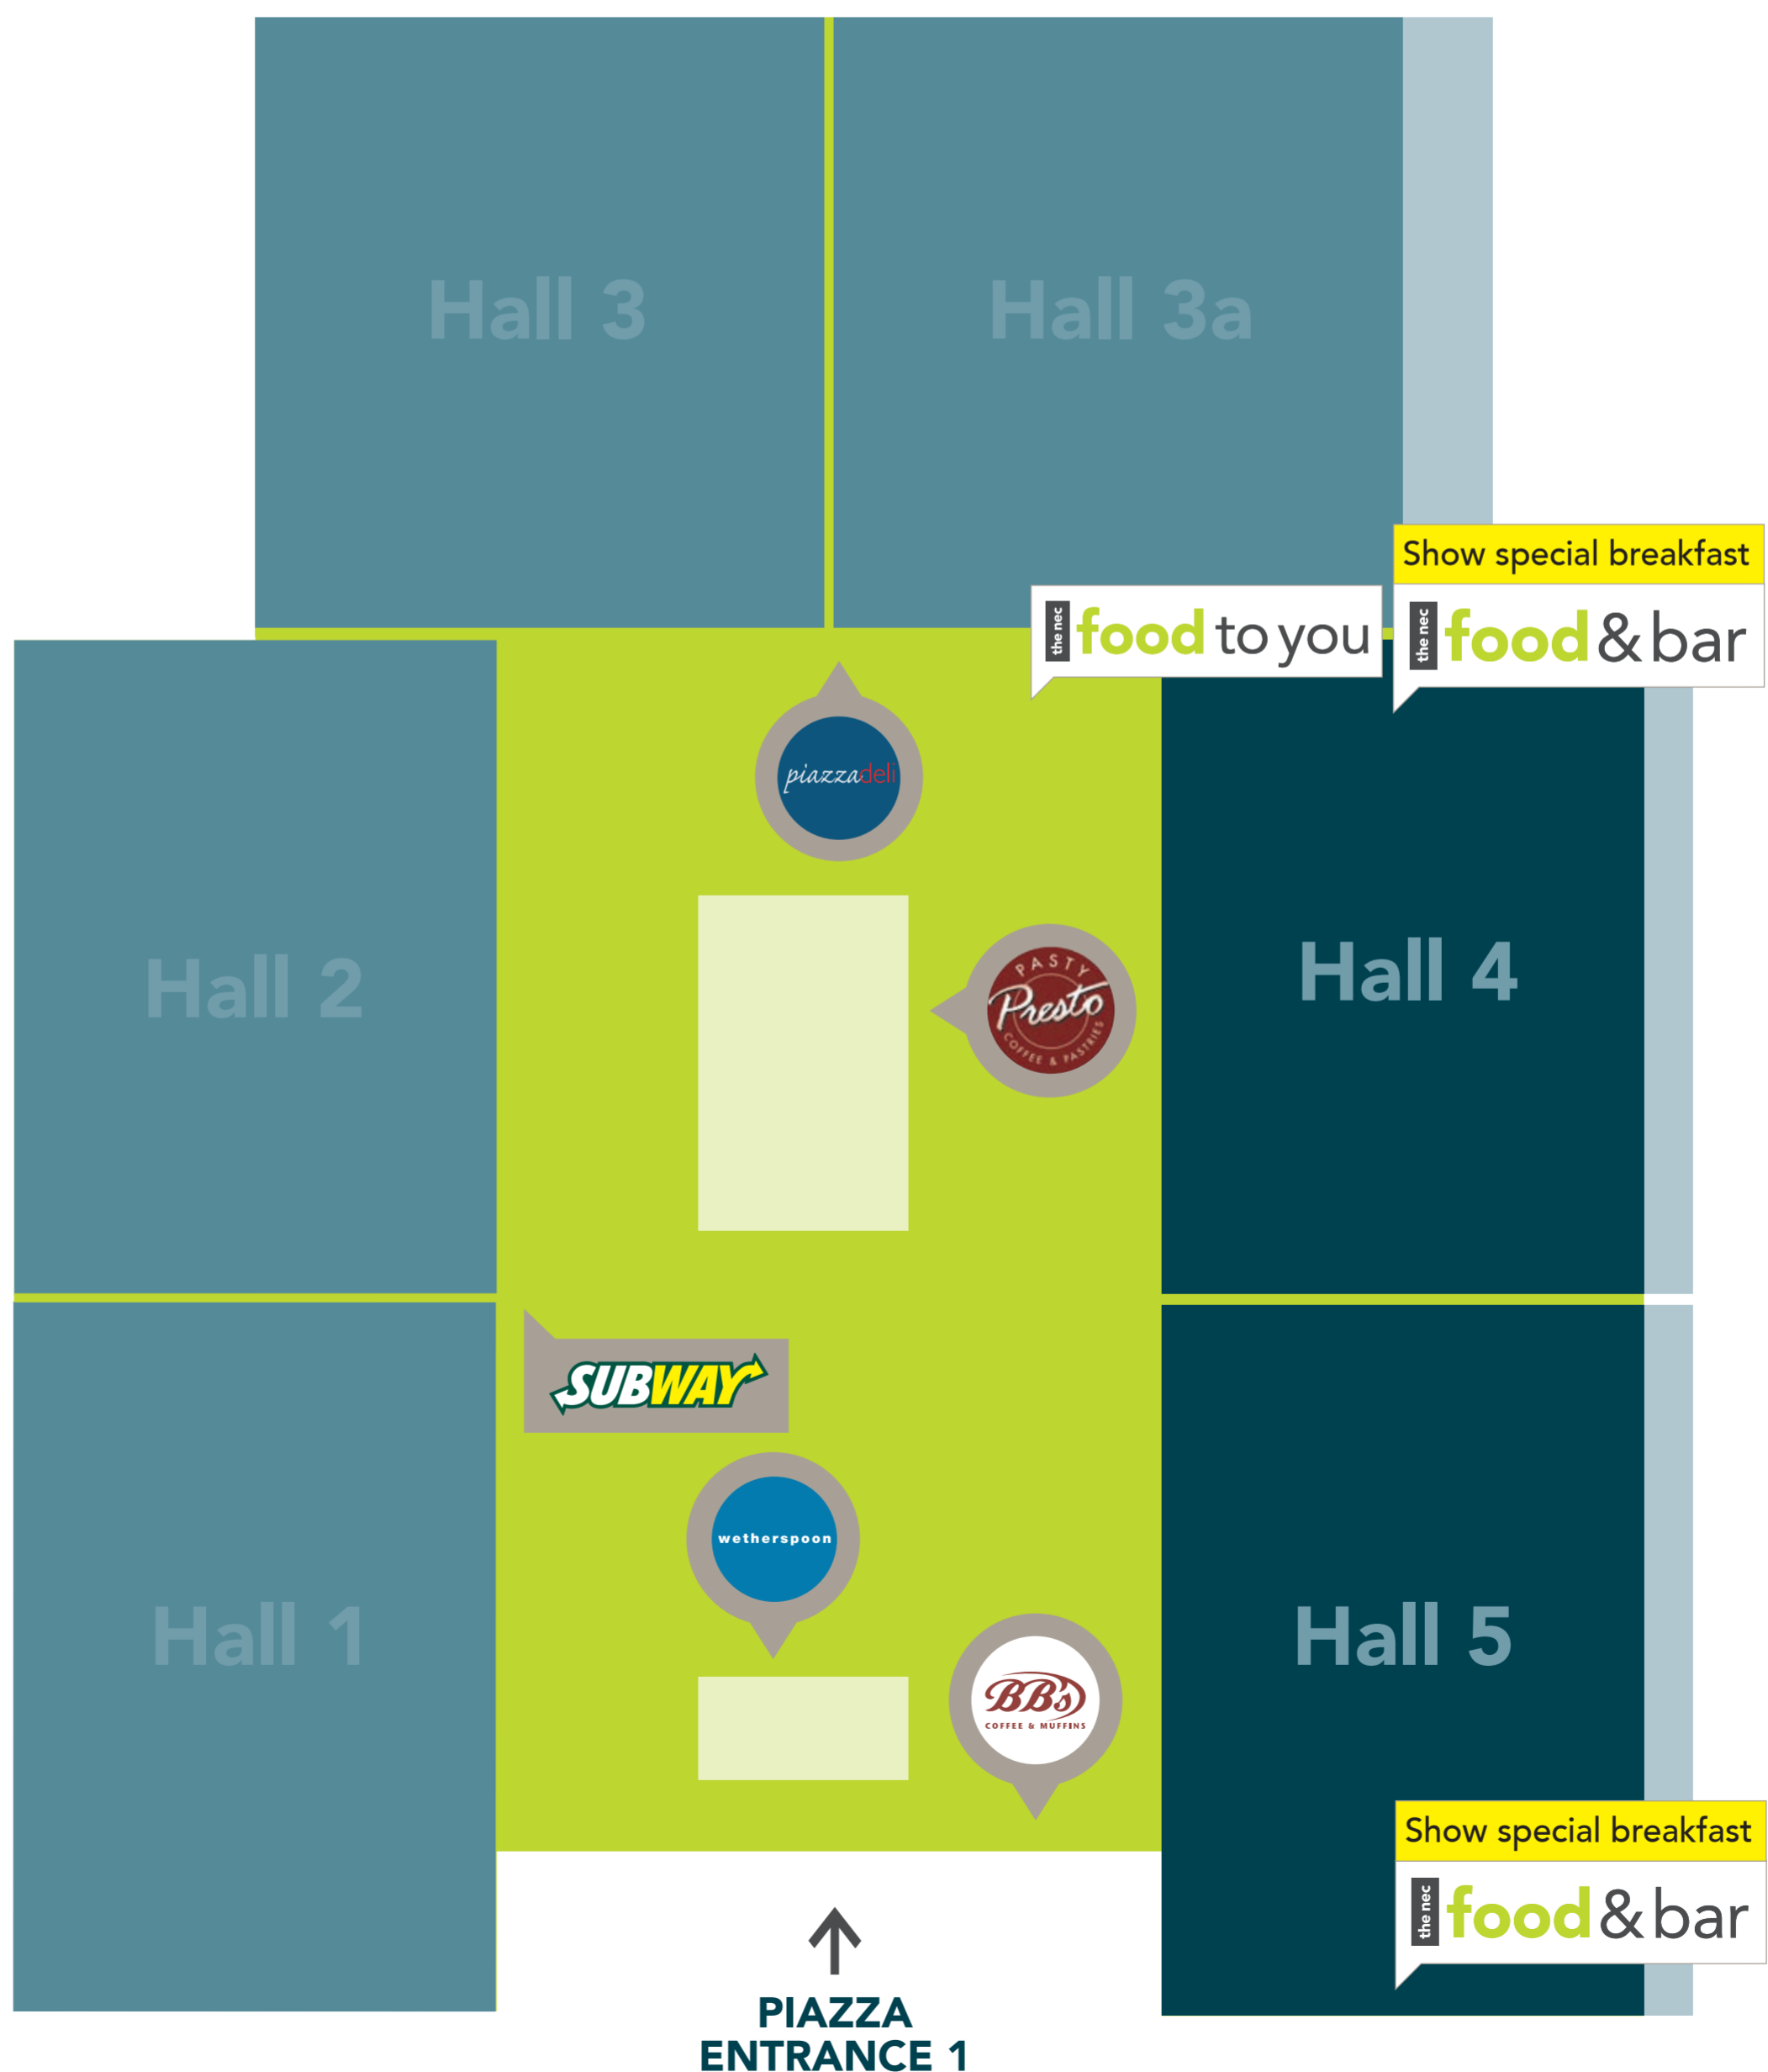 Hall 3
Hall 3a
Show special breakfast
the nec food to you
the nec food & bar
piazzadeli
Hall 2
PASTY
Presto
COFFEE & PASTRIES
Hall 4
SUBWAY
wetherspoon
Hall 1
Hall 5
BB's
COFFEE & MUFFINS
Show special breakfast
the nec food & bar
PIAZZA
ENTRANCE 1